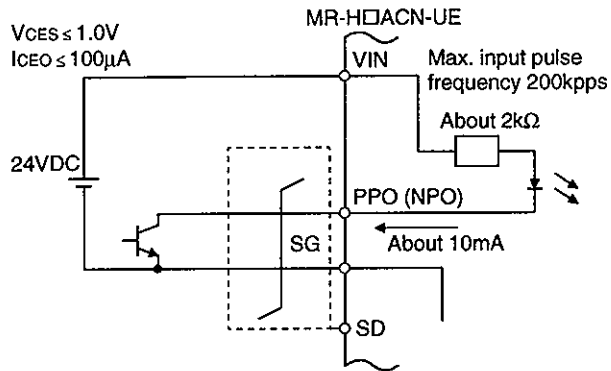 MR-H□ACN-UE
VCES ≤ 1.0V
ICEO ≤ 100μA
VIN
Max. input pulse
frequency 200kpps
About 2kΩ
24VDC
PPO (NPO)
SG
About 10mA
SD